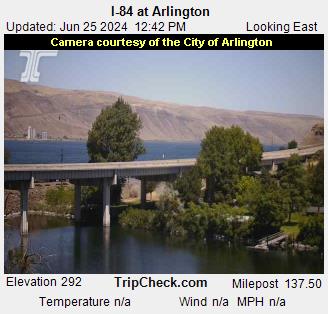 I-84 at Arlington
Updated: Jun 25 2024 12:42 PM Looking East
Camera courtesy of the City of Arlington
Elevation 292 TripCheck.com Milepost 137.50
Temperature n/a Wind n/a MPH n/a